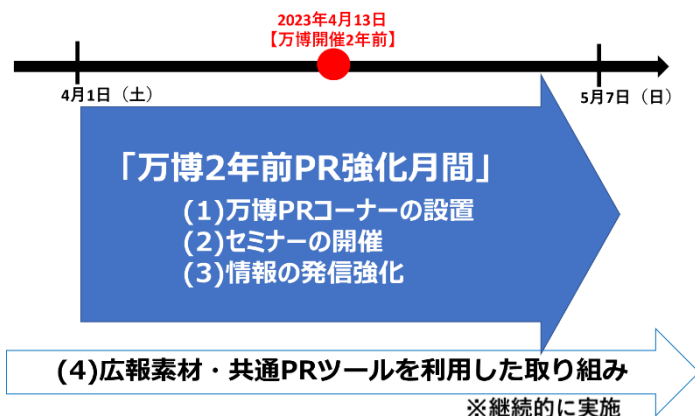 2023年4月13日
【万博開催2年前】
4月1日（土）
5月7日（日）
「万博2年前PR強化月間」
(1)万博PRコーナーの設置
(2)セミナーの開催
(3)情報の発信強化
(4)広報素材・共通PRツールを利用した取り組み
※継続的に実施